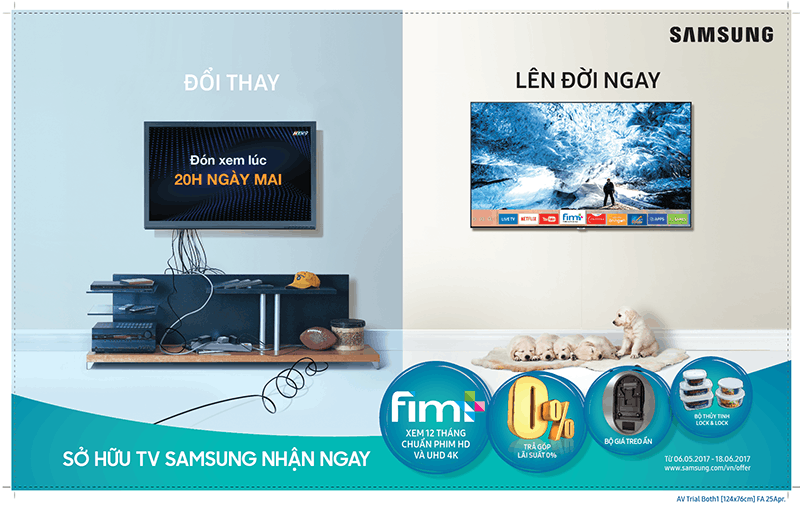 SAMSUNG
ĐỔI THAY
LÊN ĐỜI NGAY
HTV9
Đón xem lúc
20H NGÀY MAI
LIVE TV
NETFLIX
YouTube
fim+
APPS
fim+
XEM 12 THÁNG
CHUẨN PHIM HD
VÀ UHD 4K
0%
TRẢ GÓP
LÃI SUẤT 0%
BỘ GIÁ TREO ẨN
BỘ THỦY TINH
LOCK & LOCK
SỞ HỮU TV SAMSUNG NHẬN NGAY
Từ 06.05.2017 - 18.06.2017
www.samsung.com/vn/offer
AV Trial Both1 [124x76cm] FA 25Apr.